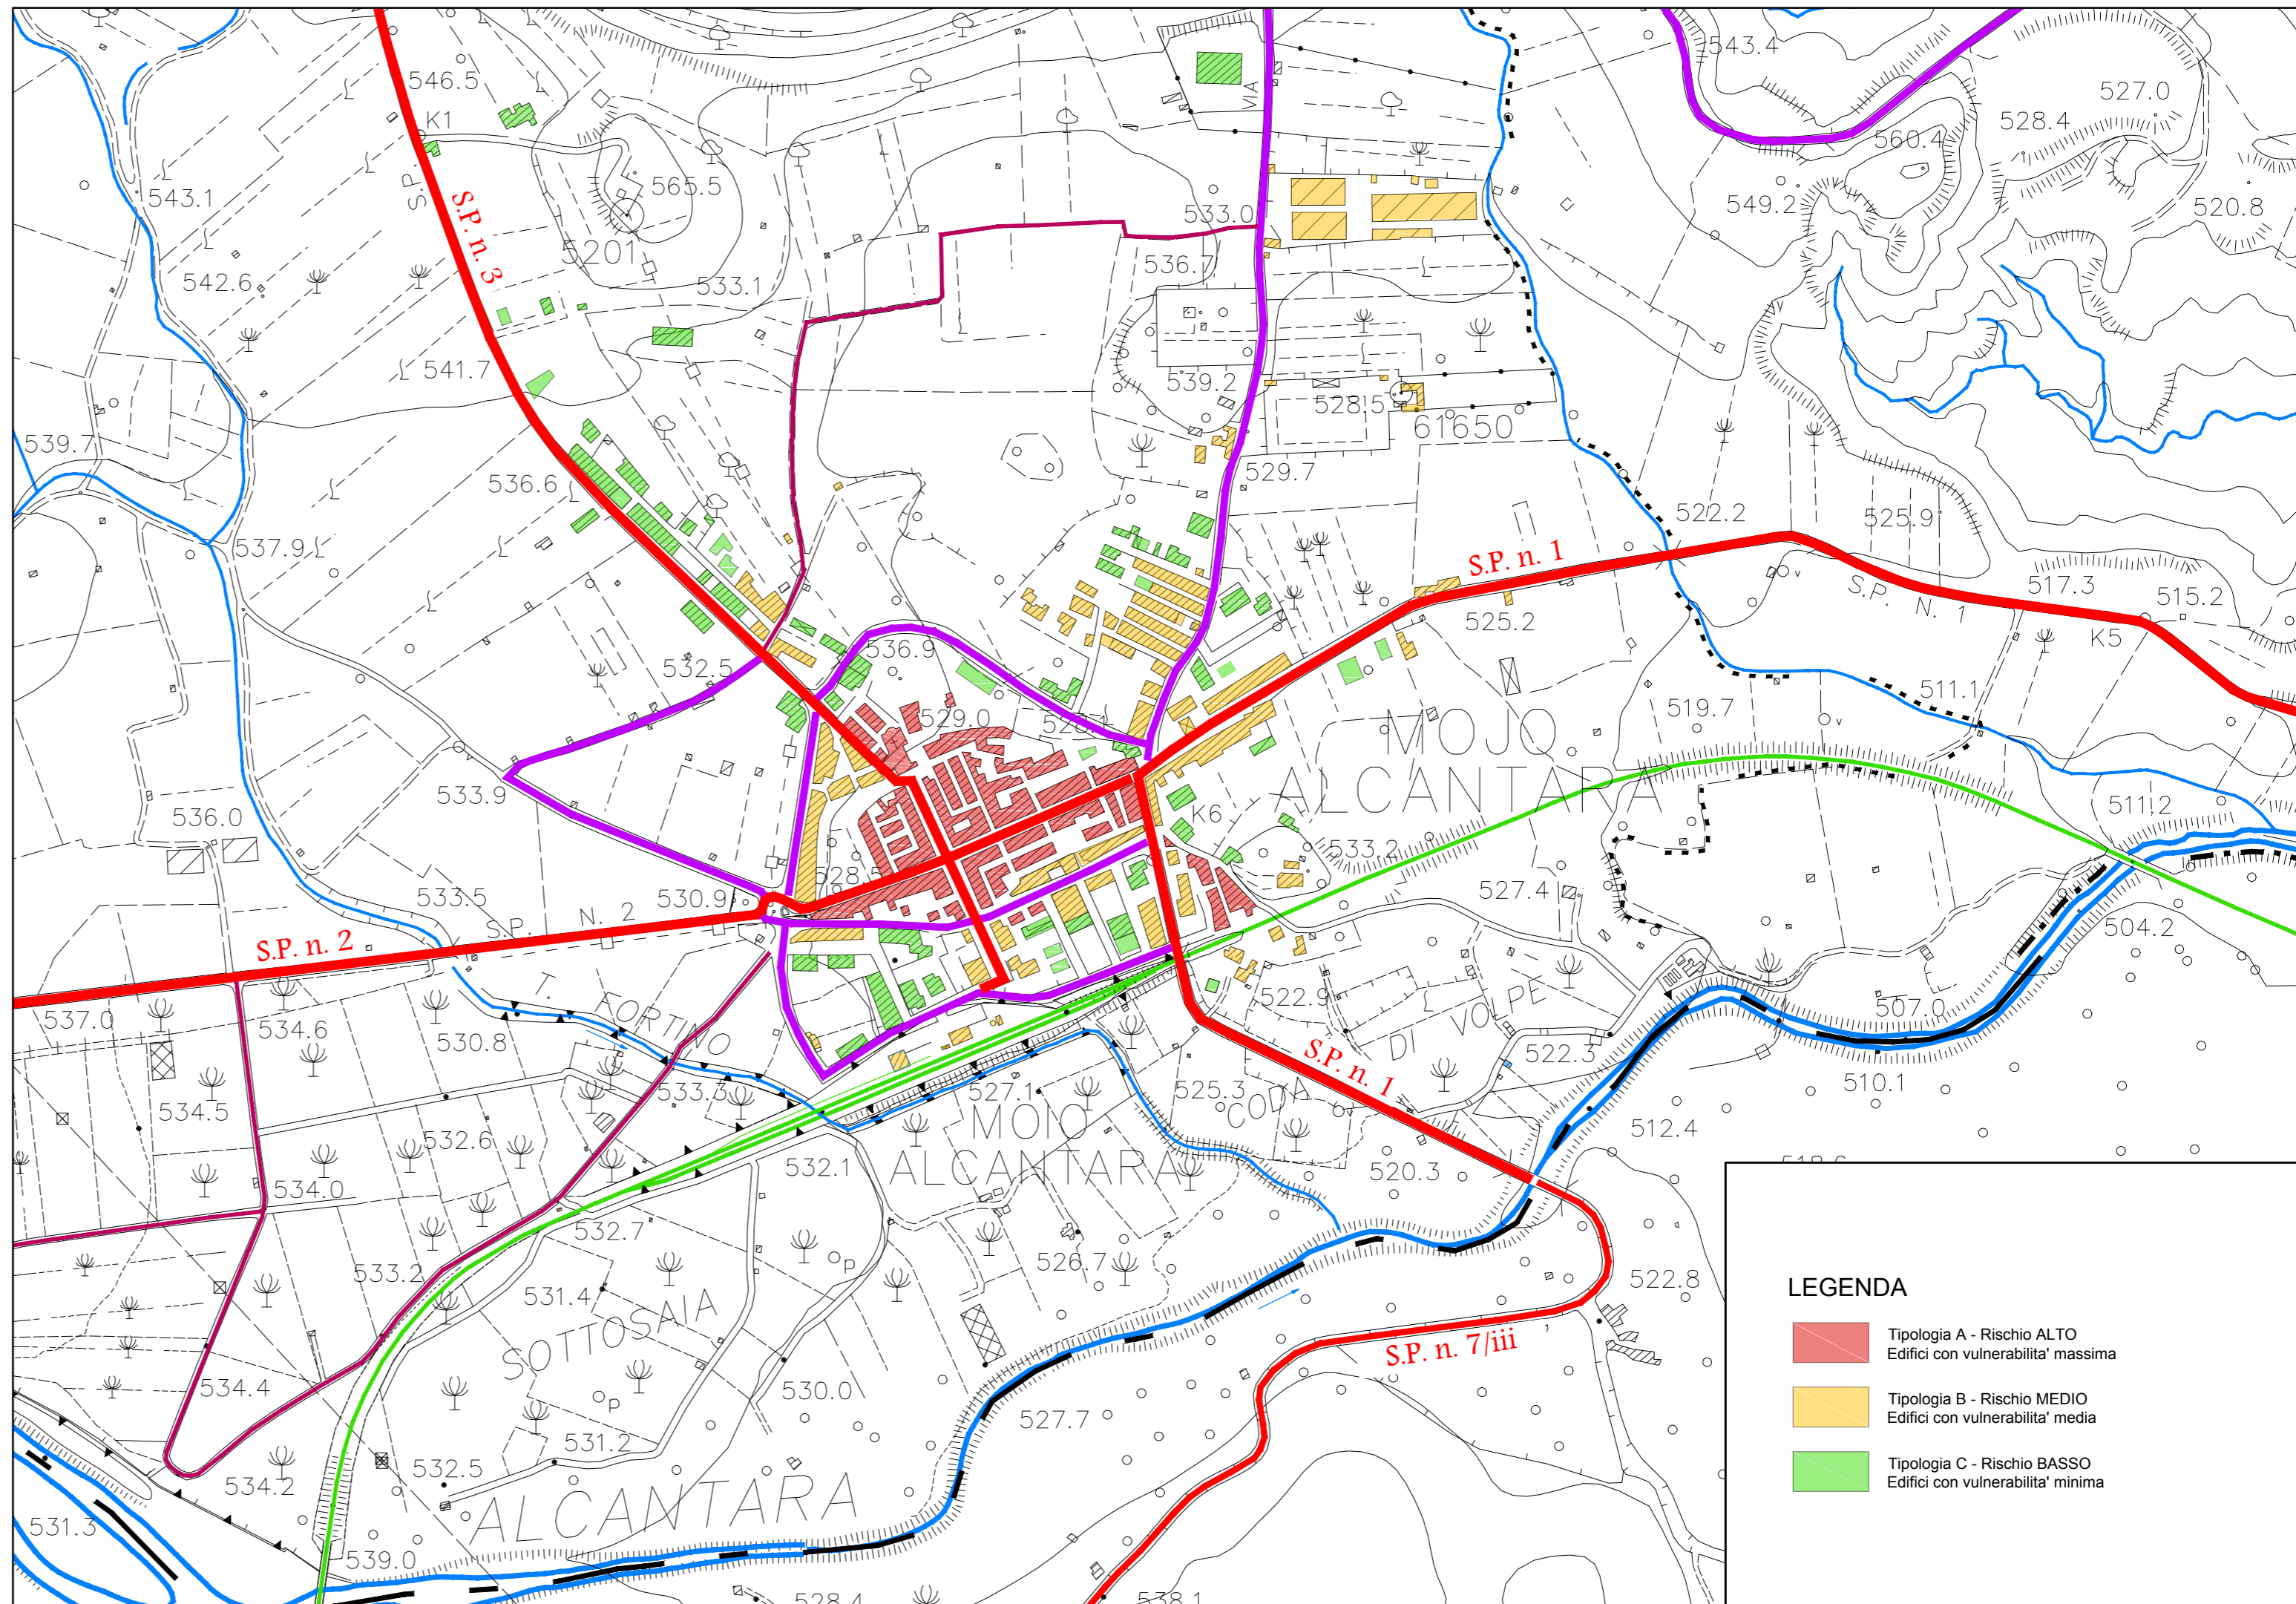 546.5
K1
S.P.
543.1
S.P. n. 3
565.5
5201
542.6
533.1
541.7
539.7
536.6
537.9
VIA
533.0
536.7
539.2
528.5
61650
529.7
543.4
527.0
528.4
560.4
549.2
520.8
522.2
525.9
S.P. n. 1
S.P. N. 1
517.3
515.2
K5
525.2
511.1
519.7
MOJO
ALCANTARA
536.9
532.5
529.0
533.9
536.0
K6
533.2
511.2
527.4
504.2
533.5
530.9
528.5
S.P. N. 2
S.P. n. 2
537.0
534.6
530.8
T. FORTINO
522.9
DI VOLPE
CODA
507.0
522.3
510.1
S.P. n. 1
525.3
534.5
533.3
527.1
MOIO
ALCANTARA
512.4
532.6
532.1
520.3
534.0
532.7
533.2
526.7
522.8
531.4
SOTTOSAIA
p
S.P. n. 7/iii
534.4
530.0
p
527.7
531.2
534.2
532.5
ALCANTARA
531.3
539.0
528.4
538.1
LEGENDA
Tipologia A - Rischio ALTO
Edifici con vulnerabilita' massima
Tipologia B - Rischio MEDIO
Edifici con vulnerabilita' media
Tipologia C - Rischio BASSO
Edifici con vulnerabilita' minima